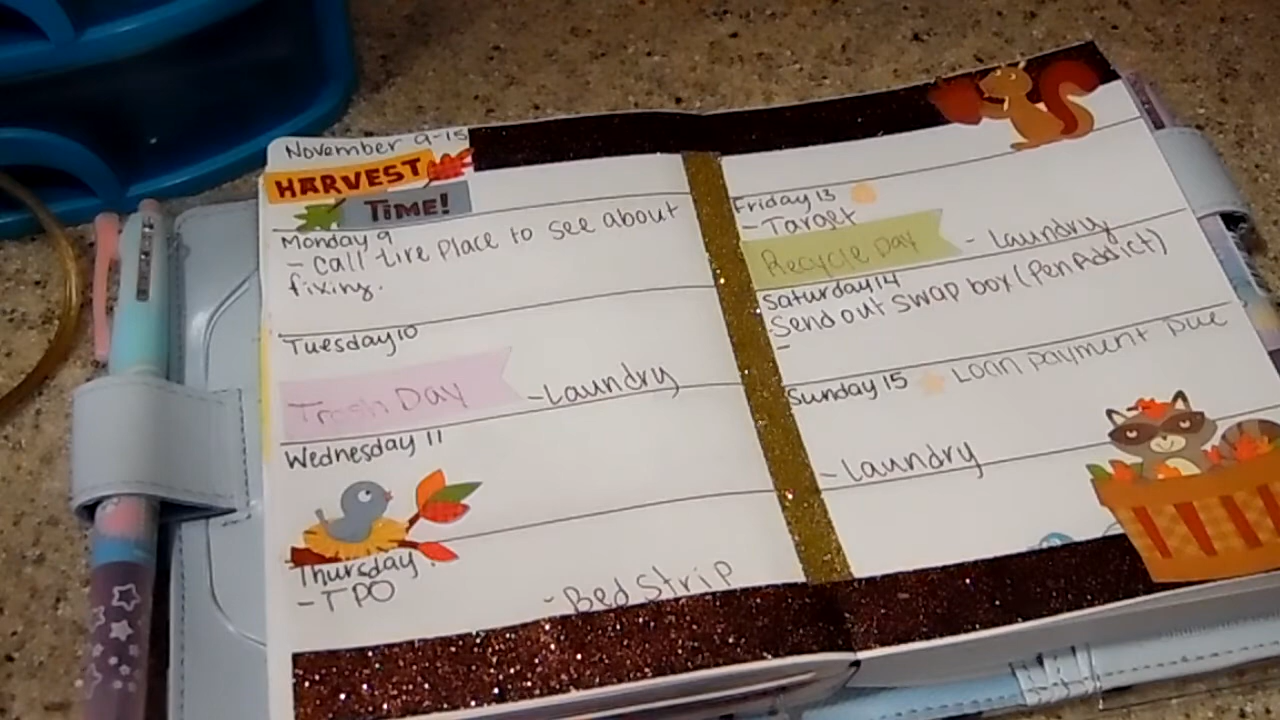 November 9-15
HARVEST
TIME!
Monday 9
- Call Tire Place to see about
fixing.
Tuesday 10
Trash Day
- Laundry
Wednesday 11
Thursday
- TPO
- Bed Strip
Friday 13
- Target
Recycle Day
- Laundry
Saturday 14
- Send out swap box (Pen Addict)
-
Sunday 15
Loan payment Due
- Laundry